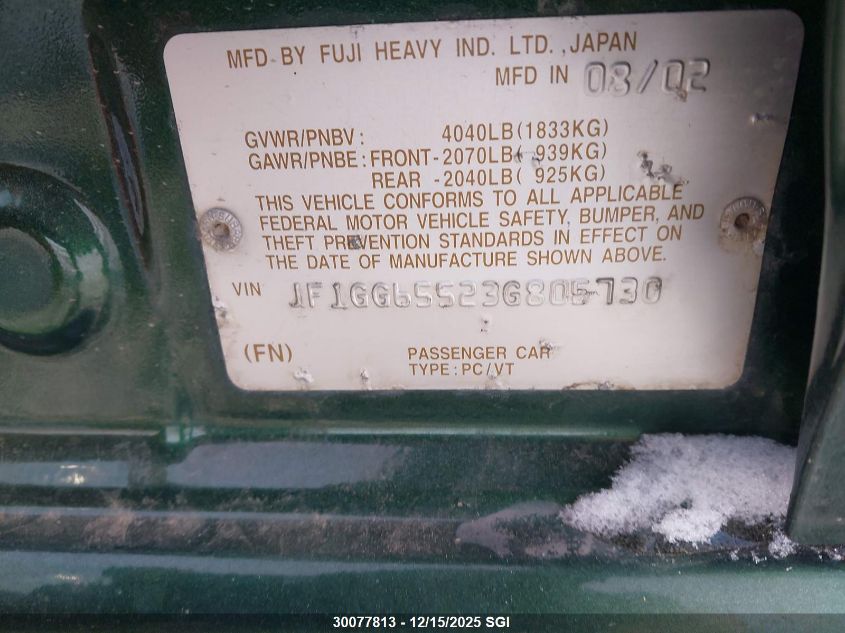 MFD BY FUJI HEAVY IND. LTD. ,JAPAN
MFD IN 08/02
GVWR/PNBV: 4040LB(1833KG)
GAWR/PNBE: FRONT-2070LB( 939KG)
REAR -2040LB( 925KG)
THIS VEHICLE CONFORMS TO ALL APPLICABLE
FEDERAL MOTOR VEHICLE SAFETY, BUMPER, AND
THEFT PREVENTION STANDARDS IN EFFECT ON
THE DATE OF MANUFACTURE SHOWN ABOVE.
VIN JF1GG65523G805730
(FN) PASSENGER CAR
TYPE : PC/VT
30077813 - 12/15/2025 SGI